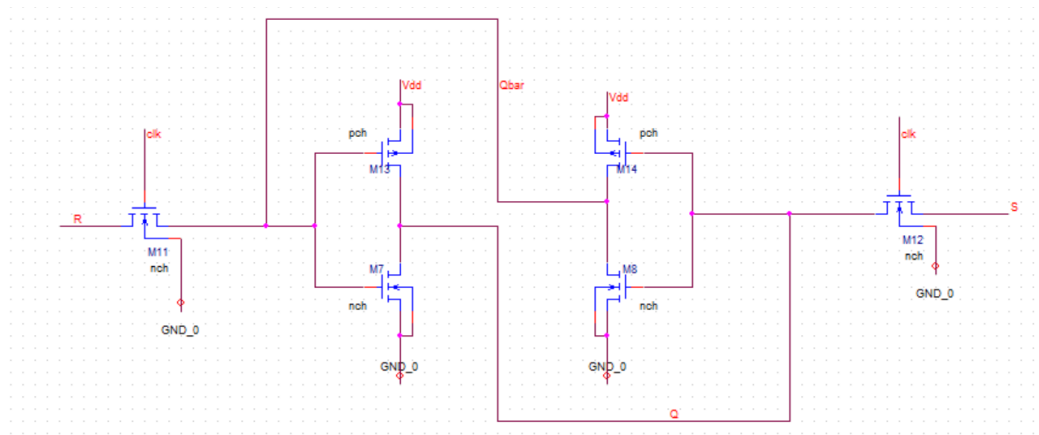 Vdd
Qbar
Vdd
clk
pch
pch
clk
M13
M14
R
S
M11
nch
M12
nch
M7
M8
nch
nch
GND_0
GND_0
GND_0
GND_0
Q